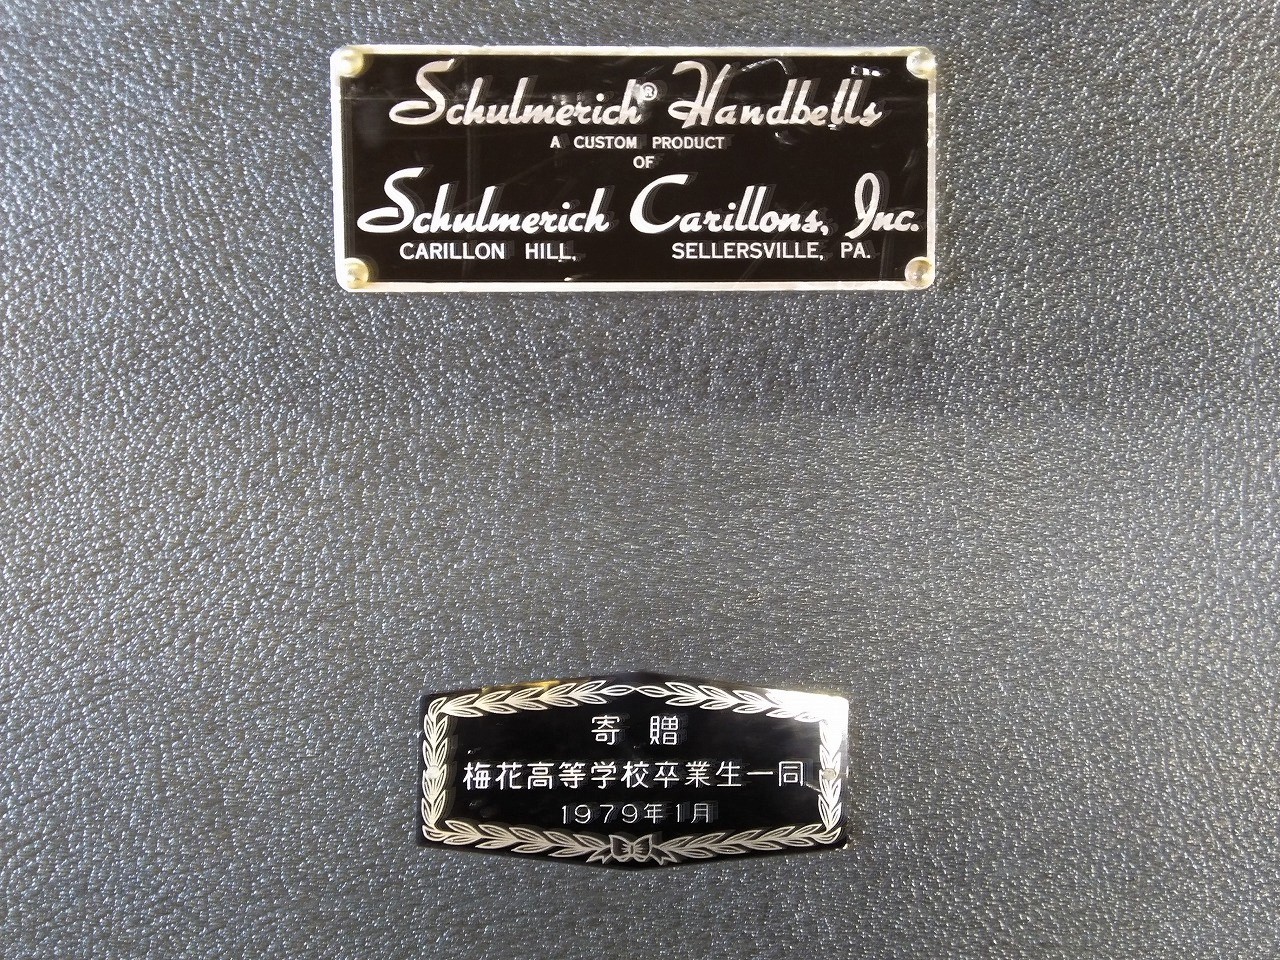 Schulmerich® Handbells
A CUSTOM PRODUCT
OF
Schulmerich Carillons, Inc.
CARILLON HILL, SELLERSVILLE, PA.
寄贈
梅花高等学校卒業生一同
1979年1月